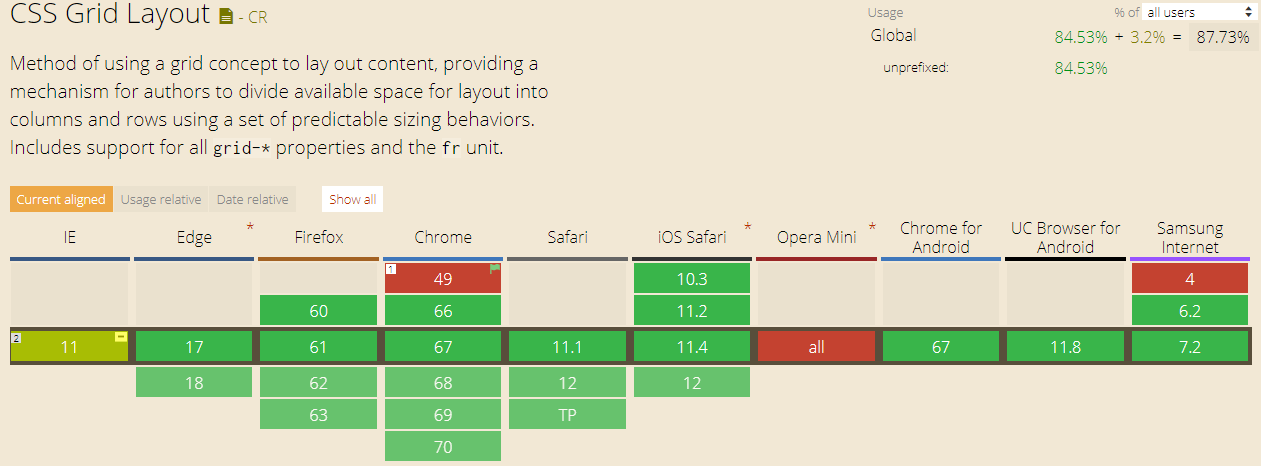 CSS Grid Layout - CR
Usage % of all users
Global 84.53% + 3.2% = 87.73%
unprefixed: 84.53%
Method of using a grid concept to lay out content, providing a
mechanism for authors to divide available space for layout into
columns and rows using a set of predictable sizing behaviors.
Includes support for all grid-* properties and the fr unit.
Current aligned Usage relative Date relative Show all
IE Edge * Firefox Chrome Safari iOS Safari * Opera Mini * Chrome for Android UC Browser for Android Samsung Internet
1 49 10.3 4
60 66 11.2 6.2
2 11 17 61 67 11.1 11.4 all 67 11.8 7.2
18 62 68 12 12
63 69 TP
70